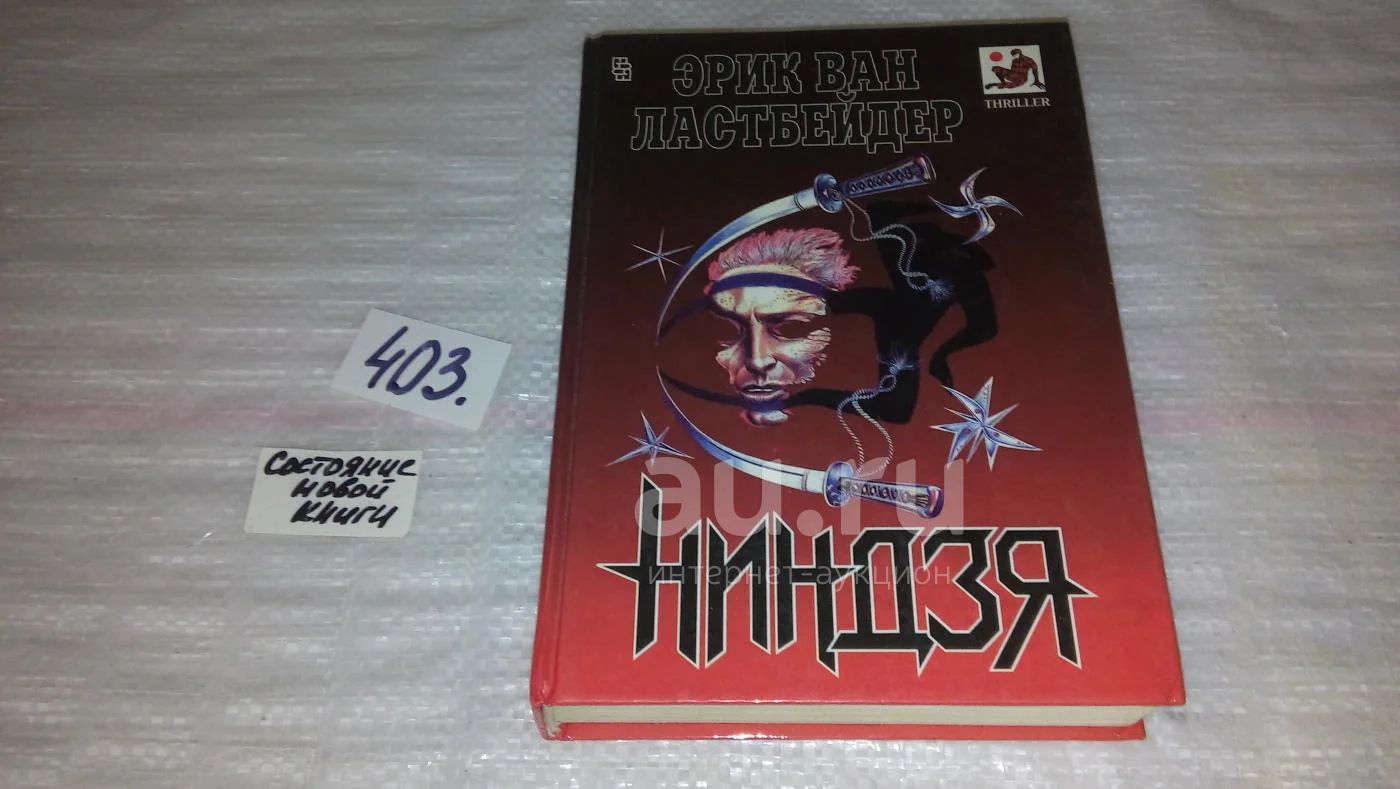 ЭРИК ВАН
ЛАСТБЕЙДЕР
THRILLER
403.
Состояние
новой
книги
au.ru
интернет-аукцион
НИНДЗЯ